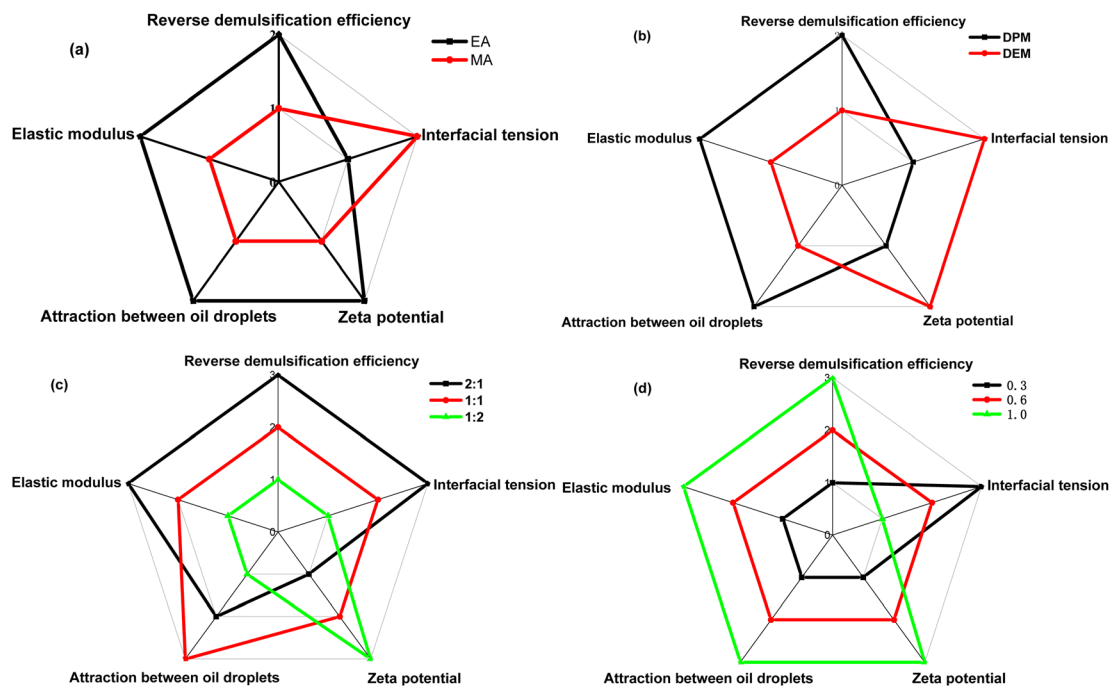 Reverse demulsification efficiency
(a)
EA
MA
2
1
0
Elastic modulus
Interfacial tension
Attraction between oil droplets
Zeta potential
Reverse demulsification efficiency
(b)
DPM
DEM
2
1
0
Elastic modulus
Interfacial tension
Attraction between oil droplets
Zeta potential
Reverse demulsification efficiency
(c)
2:1
1:1
1:2
3
2
1
0
Elastic modulus
Interfacial tension
Attraction between oil droplets
Zeta potential
Reverse demulsification efficiency
(d)
0.3
0.6
1.0
3
2
1
0
Elastic modulus
Interfacial tension
Attraction between oil droplets
Zeta potential